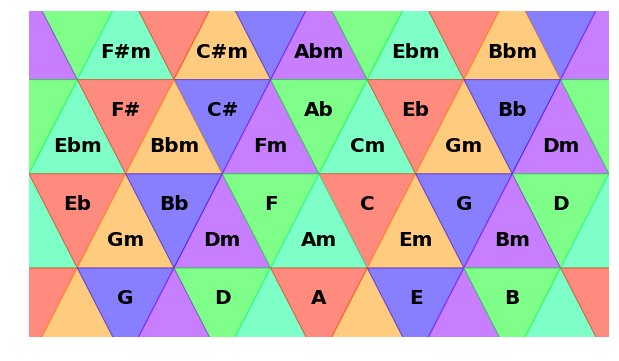 F#m C#m Abm Ebm Bbm
F# C# Ab Eb Bb
Ebm Bbm Fm Cm Gm Dm
Eb Bb F C G D
Gm Dm Am Em Bm
G D A E B